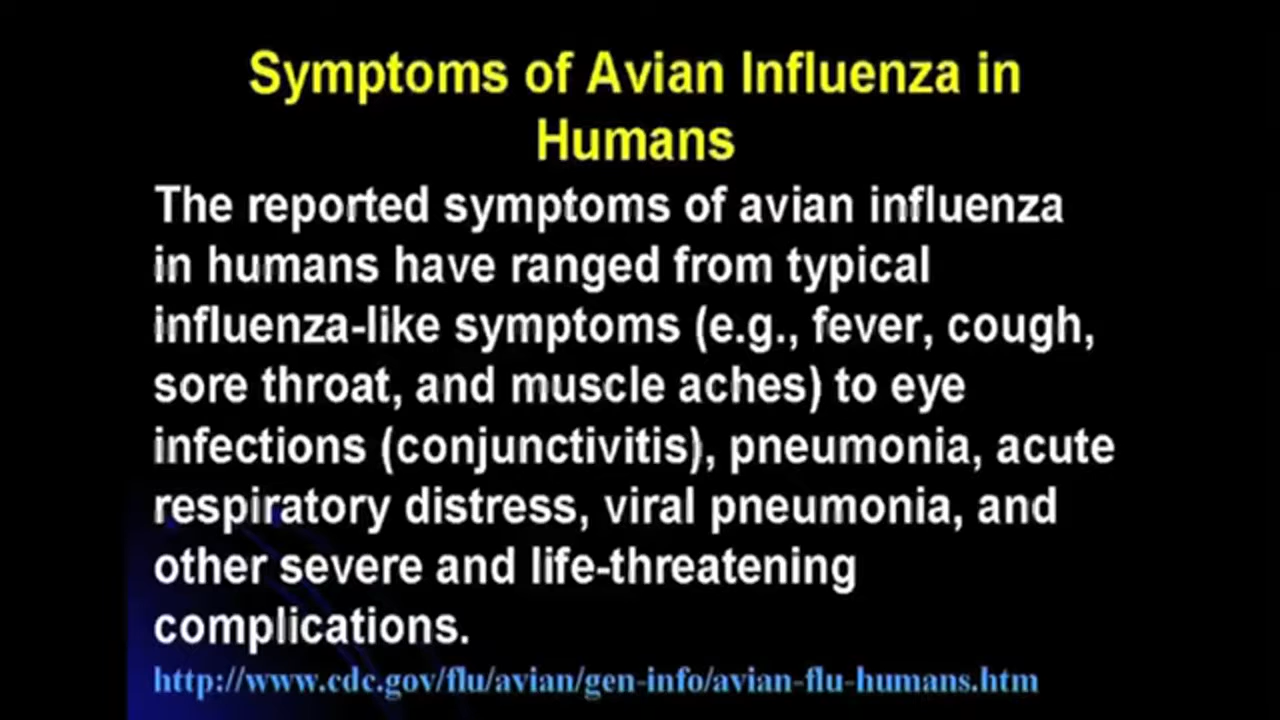 Symptoms of Avian Influenza in
Humans
The reported symptoms of avian influenza
in humans have ranged from typical
influenza-like symptoms (e.g., fever, cough,
sore throat, and muscle aches) to eye
infections (conjunctivitis), pneumonia, acute
respiratory distress, viral pneumonia, and
other severe and life-threatening
complications.
http://www.cdc.gov/flu/avian/gen-info/avian-flu-humans.htm